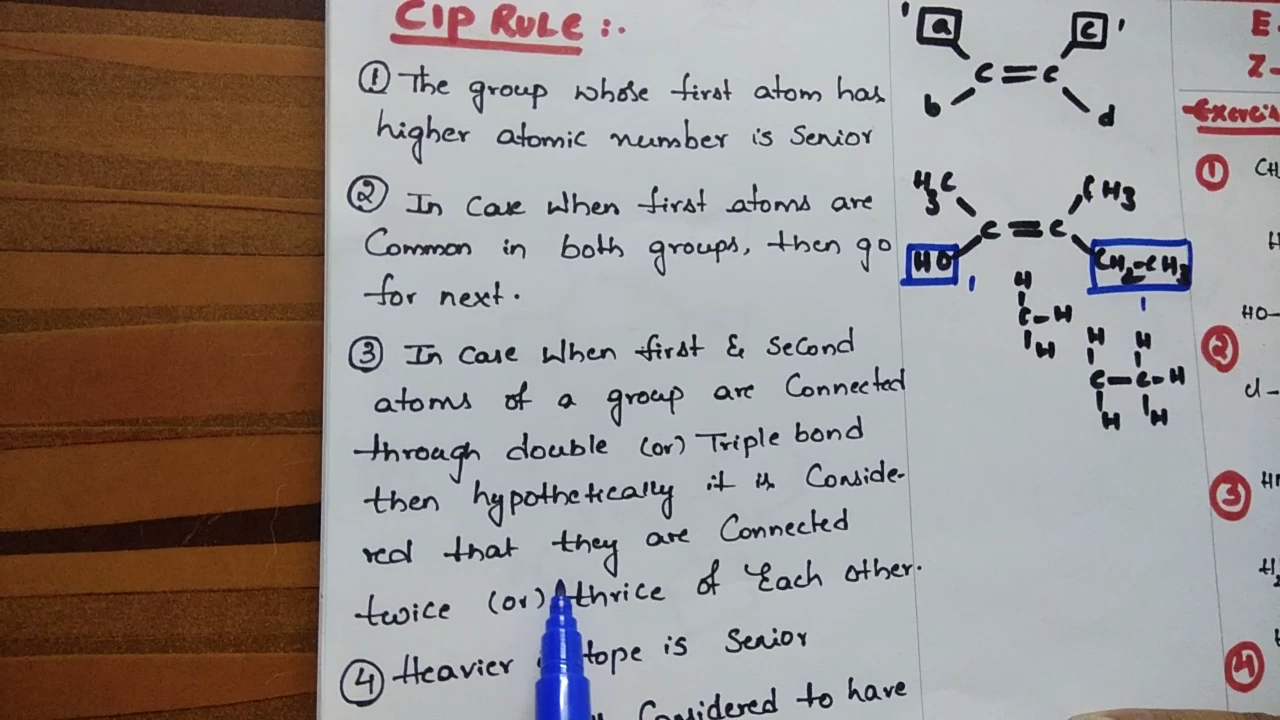 CIP RULE :.
① The group whose first atom has
higher atomic number is Senior
② In Case when first atoms are
Common in both groups, then go
for next.
③ In Case when first & Second
atoms of a group are Connected
through double (or) Triple bond
then hypothetically it is Conside-
red that they are Connected
twice (or) thrice of Each other.
④ Heavier is Senior
Considered to have
' a c '
C = C
b d
H3C CH3
C = C
HO CH2-CH3
' '
H
C-H
H
H H
C-C-H
H H
E-
Z-
Exercis
① CH
H
HO-
②
Cl-
③
H
④